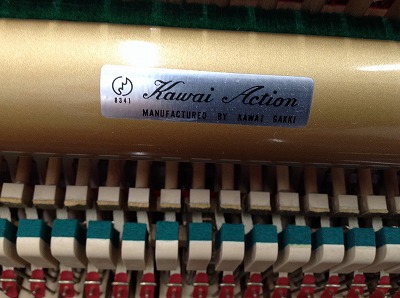 Kawai Action
8341
MANUFACTURED BY KAWAI GAKKI